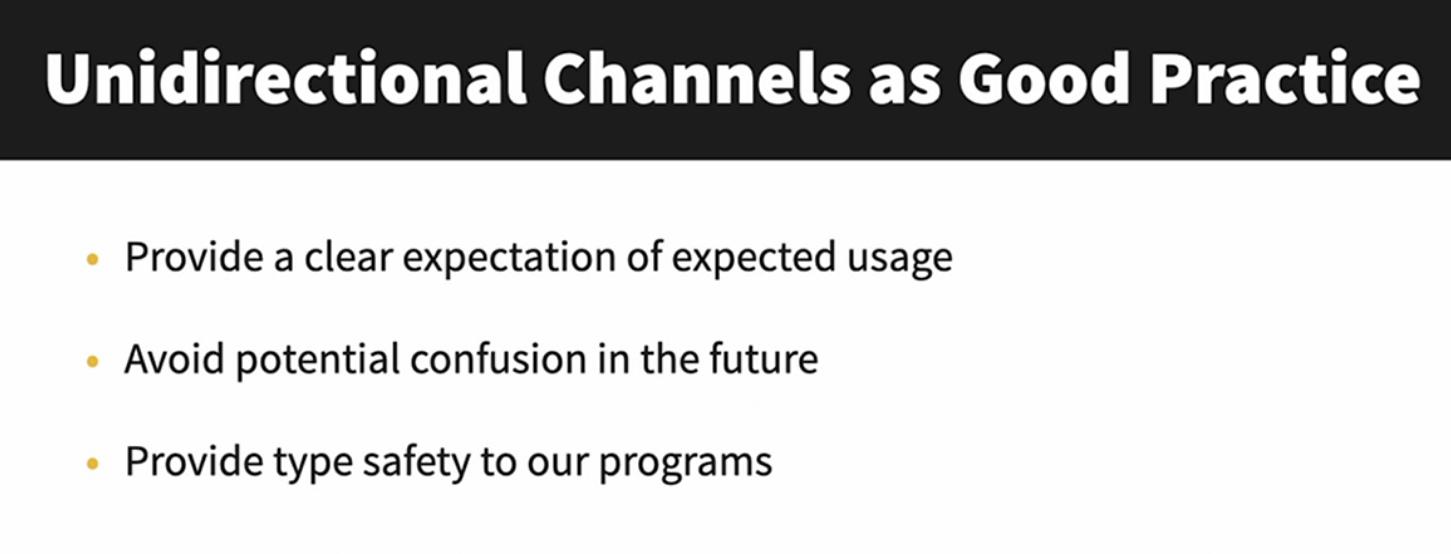 Unidirectional Channels as Good Practice
• Provide a clear expectation of expected usage
• Avoid potential confusion in the future
• Provide type safety to our programs